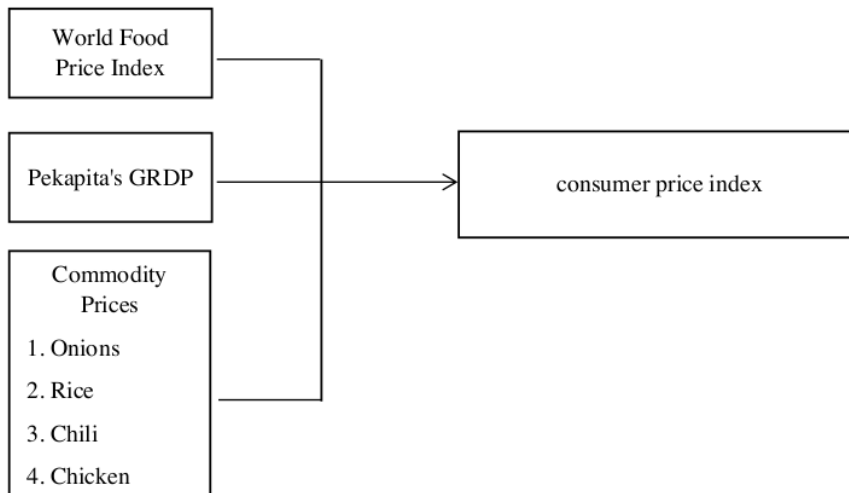 World Food
Price Index
Pekapita's GRDP
consumer price index
Commodity
Prices
1. Onions
2. Rice
3. Chili
4. Chicken